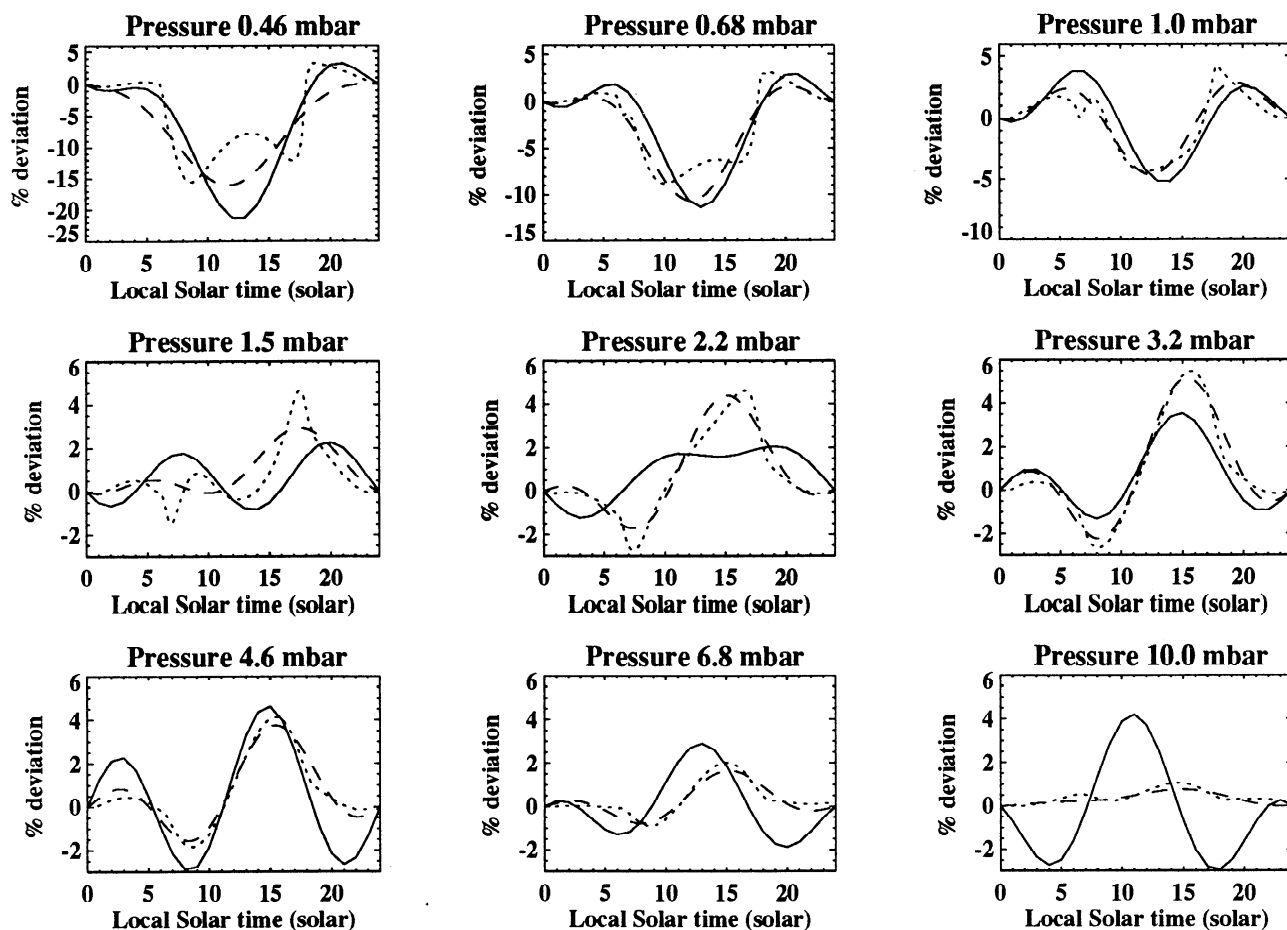 Pressure 0.46 mbar
5
0
-5
-10
-15
-20
-25
% deviation
0 5 10 15 20
Local Solar time (solar)
Pressure 0.68 mbar
5
0
-5
-10
-15
% deviation
0 5 10 15 20
Local Solar time (solar)
Pressure 1.0 mbar
5
0
-5
-10
% deviation
0 5 10 15 20
Local Solar time (solar)
Pressure 1.5 mbar
6
4
2
0
-2
% deviation
0 5 10 15 20
Local Solar time (solar)
Pressure 2.2 mbar
6
4
2
0
-2
% deviation
0 5 10 15 20
Local Solar time (solar)
Pressure 3.2 mbar
6
4
2
0
-2
% deviation
0 5 10 15 20
Local Solar time (solar)
Pressure 4.6 mbar
6
4
2
0
-2
% deviation
0 5 10 15 20
Local Solar time (solar)
Pressure 6.8 mbar
6
4
2
0
-2
% deviation
0 5 10 15 20
Local Solar time (solar)
Pressure 10.0 mbar
6
4
2
0
-2
% deviation
0 5 10 15 20
Local Solar time (solar)